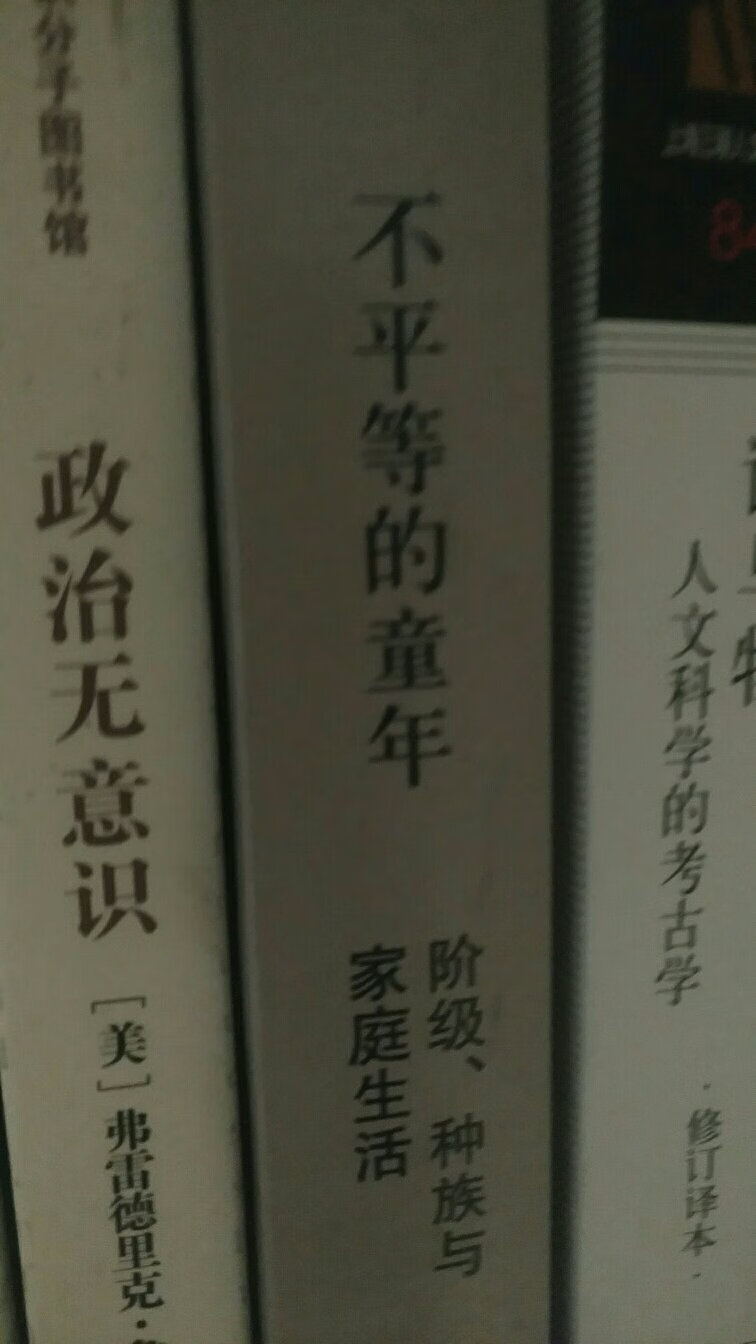 分子图书馆
政治无意识
［美］弗雷德里克·
不平等的童年
阶级、种族与
家庭生活
人文科学的考古学
·修订译本·